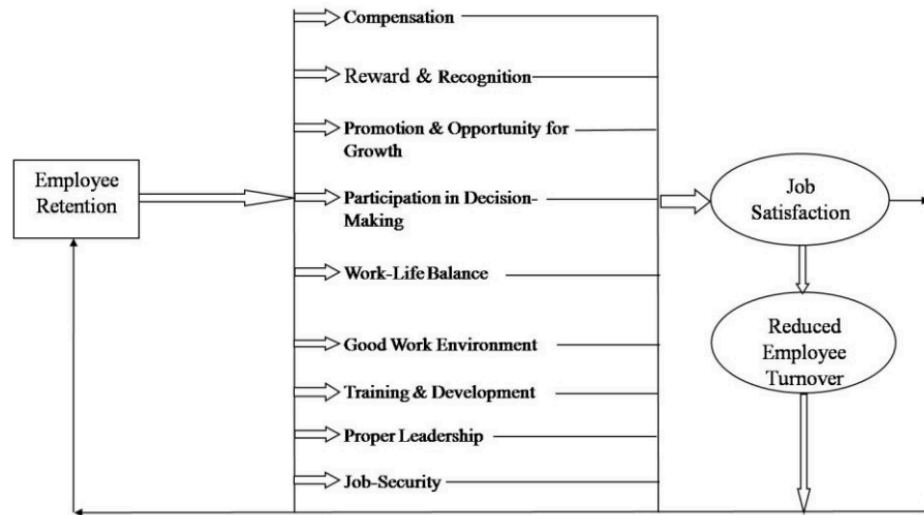 Compensation
Reward & Recognition
Promotion & Opportunity for
Growth
Employee
Retention
Participation in Decision-
Making
Job
Satisfaction
Work-Life Balance
Good Work Environment
Reduced
Employee
Turnover
Training & Development
Proper Leadership
Job-Security